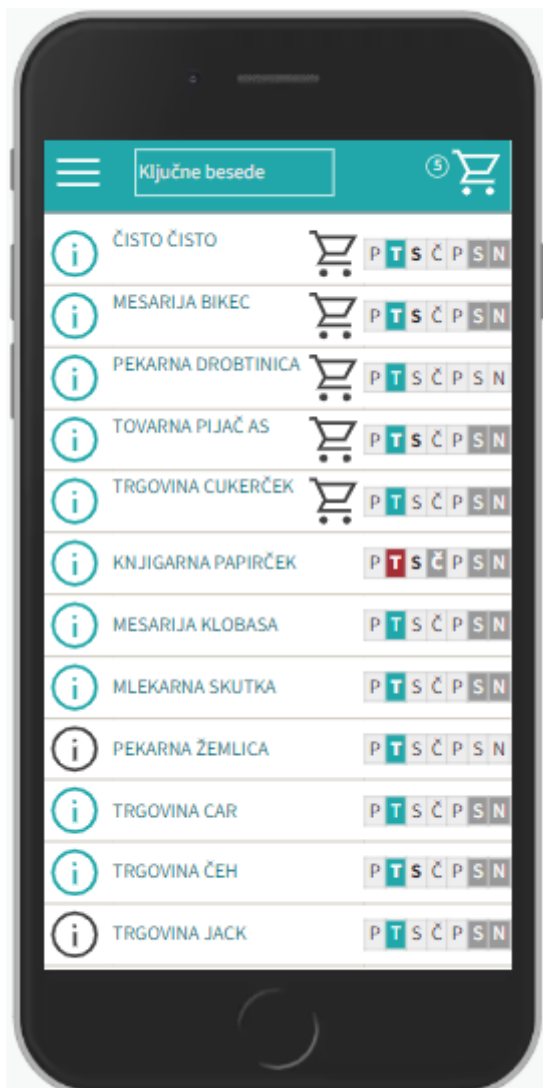 Ključne besede 5
ČISTO ČISTO P T S Č P S N
MESARIJA BIKEC P T S Č P S N
PEKARNA DROBTINICA P T S Č P S N
TOVARNA PIJAČ AS P T S Č P S N
TRGOVINA CUKERČEK P T S Č P S N
KNJIGARNA PAPIRČEK P T S Č P S N
MESARIJA KLOBASA P T S Č P S N
MLEKARNA SKUTKA P T S Č P S N
PEKARNA ŽEMLICA P T S Č P S N
TRGOVINA CAR P T S Č P S N
TRGOVINA ČEH P T S Č P S N
TRGOVINA JACK P T S Č P S N